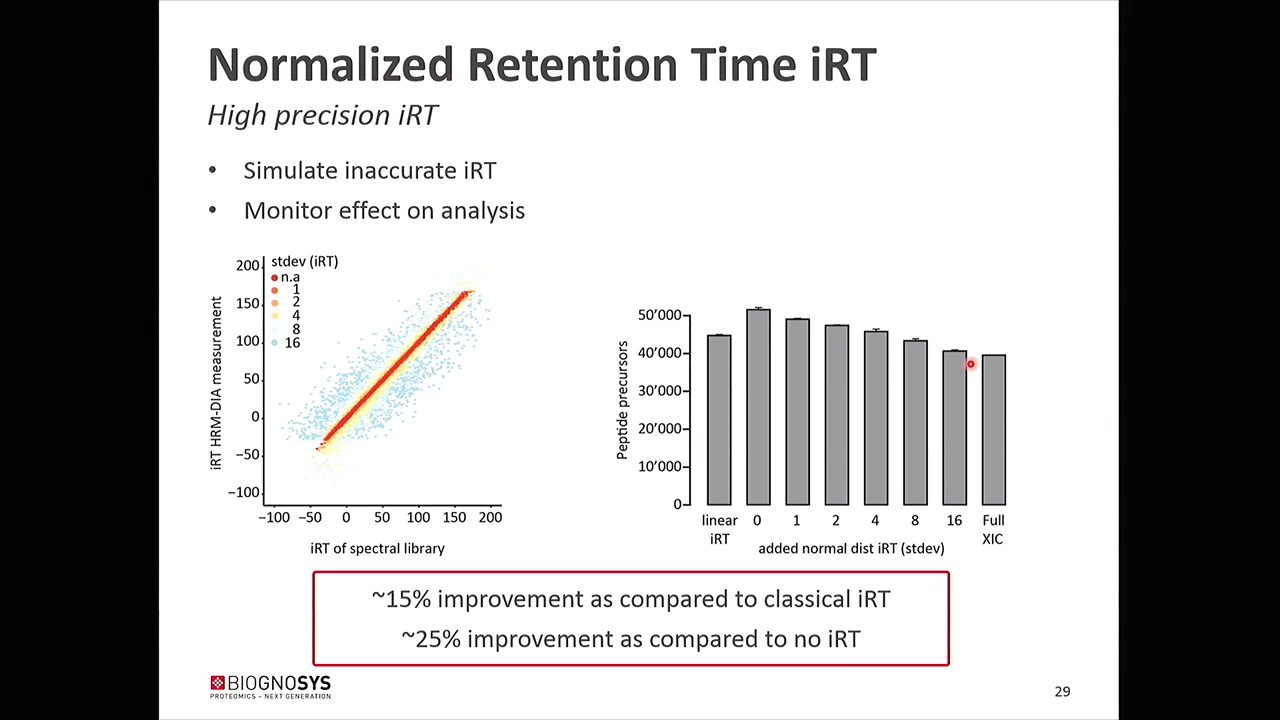 Normalized Retention Time iRT
High precision iRT
• Simulate inaccurate iRT
• Monitor effect on analysis
stdev (iRT)
n.a
1
2
4
8
16
200
150
100
50
0
−50
−100
iRT HRM-DIA measurement
−100 −50 0 50 100 150 200
iRT of spectral library
50’000
40’000
30’000
20’000
10’000
0
Peptide precursors
linear iRT 0 1 2 4 8 16 Full XIC
added normal dist iRT (stdev)
~15% improvement as compared to classical iRT
~25% improvement as compared to no iRT
BIOGNOSYS
PROTEOMICS – NEXT GENERATION
29